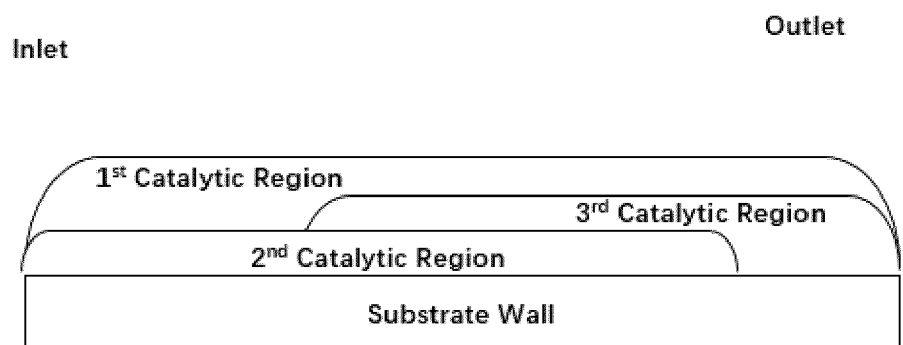 Outlet
Inlet
1st Catalytic Region
3rd Catalytic Region
2nd Catalytic Region
Substrate Wall